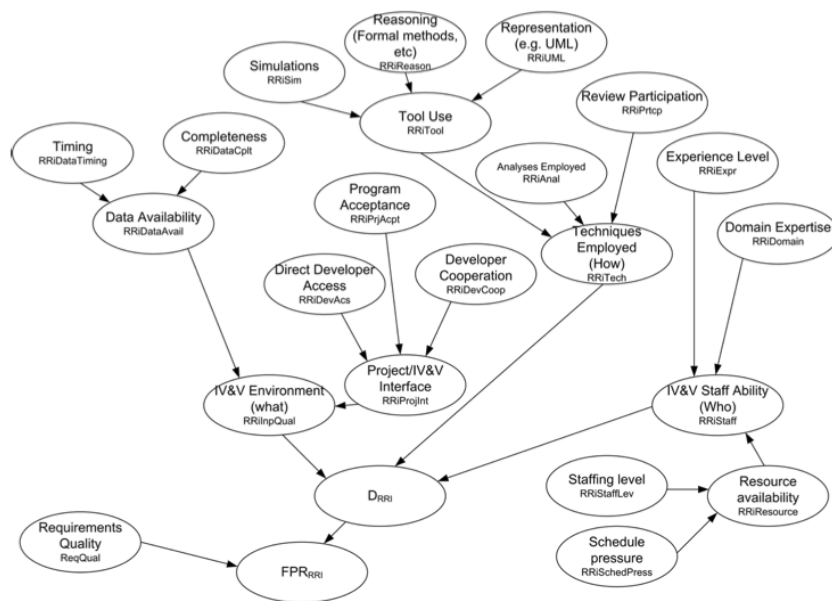 Reasoning
(Formal methods,
etc)
RRiReason
Representation
(e.g. UML)
RRiUML
Simulations
RRiSim
Review Participation
RRiPrtcp
Tool Use
RRiTool
Timing
RRiDataTiming
Completeness
RRiDataCplt
Experience Level
RRiExpr
Analyses Employed
RRiAnal
Program
Acceptance
RRiPrjAcpt
Data Availability
RRiDataAvail
Techniques
Employed
(How)
RRiTech
Domain Expertise
RRiDomain
Direct Developer
Access
RRiDevAcs
Developer
Cooperation
RRiDevCoop
IV&V Environment
(what)
RRiInpQual
Project/IV&V
Interface
RRiProjInt
IV&V Staff Ability
(Who)
RRiStaff
Staffing level
RRiStaffLev
Resource
availability
RRiResource
DRRI
Requirements
Quality
ReqQual
Schedule
pressure
RRiSchedPress
FPRRRI